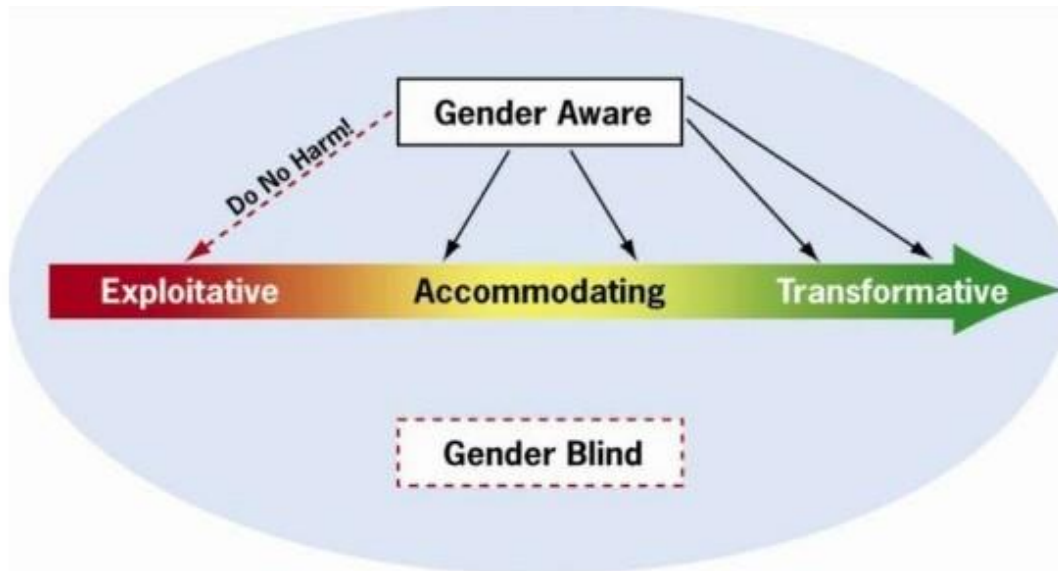 Gender Aware
Do No Harm!
Exploitative
Accommodating
Transformative
Gender Blind